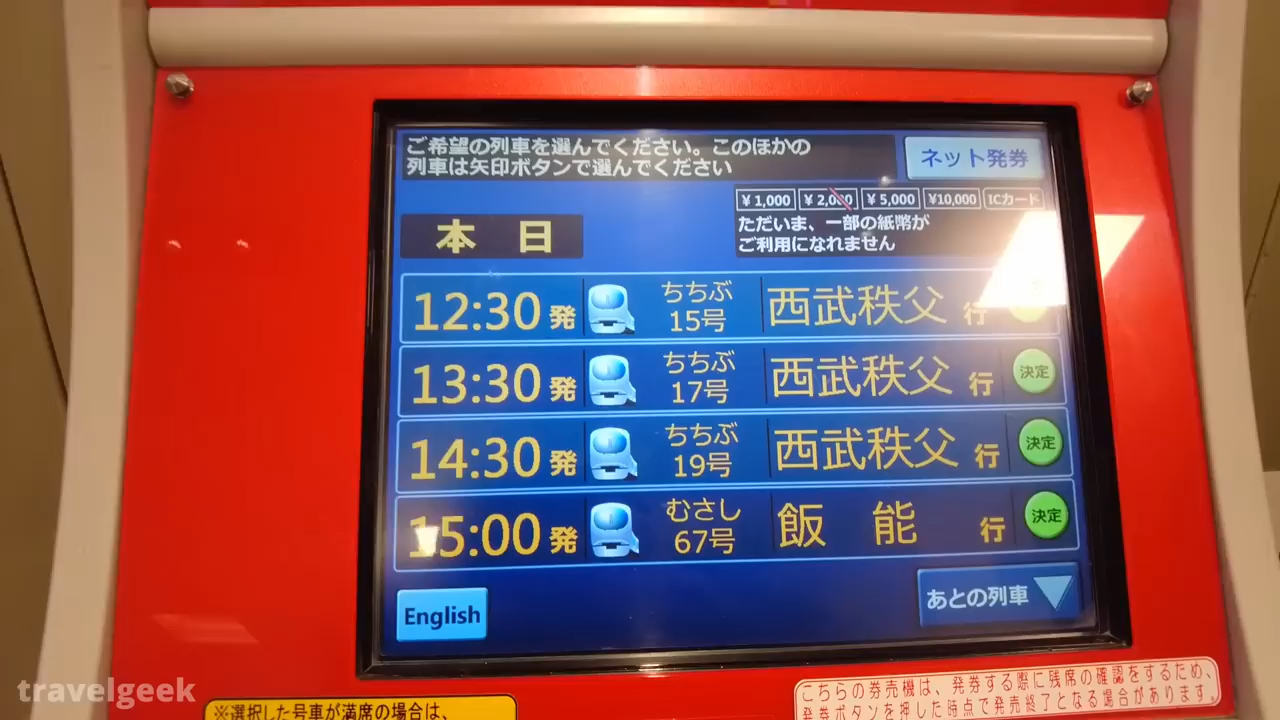 ご希望の列車を選んでください。このほかの
列車は矢印ボタンで選んでください
ネット発券
¥1,000 ¥2,000 ¥5,000 ¥10,000 ICカード
ただいま、一部の紙幣が
ご利用になれません
本日
12:30発 ちちぶ 15号 西武秩父 行
13:30発 ちちぶ 17号 西武秩父 行 決定
14:30発 ちちぶ 19号 西武秩父 行 決定
15:00発 むさし 67号 飯能 行 決定
English
あとの列車
こちらの券売機は、発券する際に残席の確認をするため、
発券ボタンを押した時点で発売終了となる場合があります。
※選択した号車が満席の場合は、
travelgeek